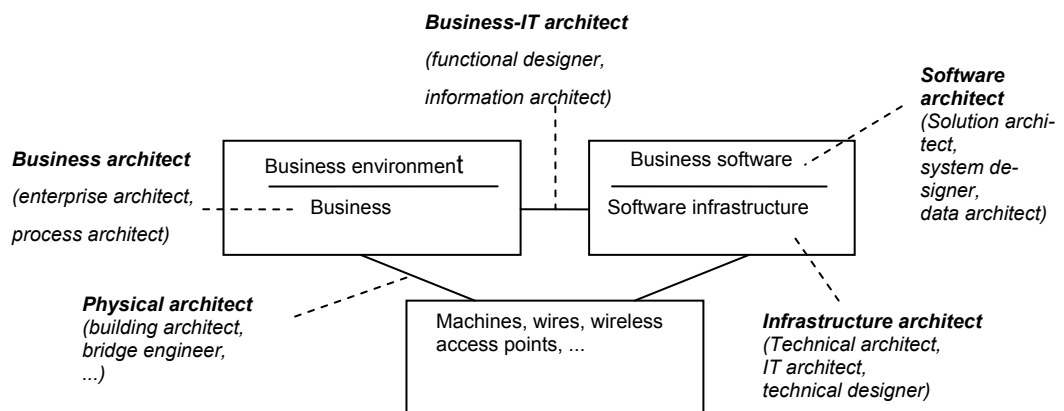 Business-IT architect
(functional designer,
information architect)
Software
architect
(Solution archi-
tect,
system de-
signer,
data architect)
Business architect
(enterprise architect,
process architect)
Business environment
Business
Business software
Software infrastructure
Physical architect
(building architect,
bridge engineer,
...)
Machines, wires, wireless
access points, ...
Infrastructure architect
(Technical architect,
IT architect,
technical designer)